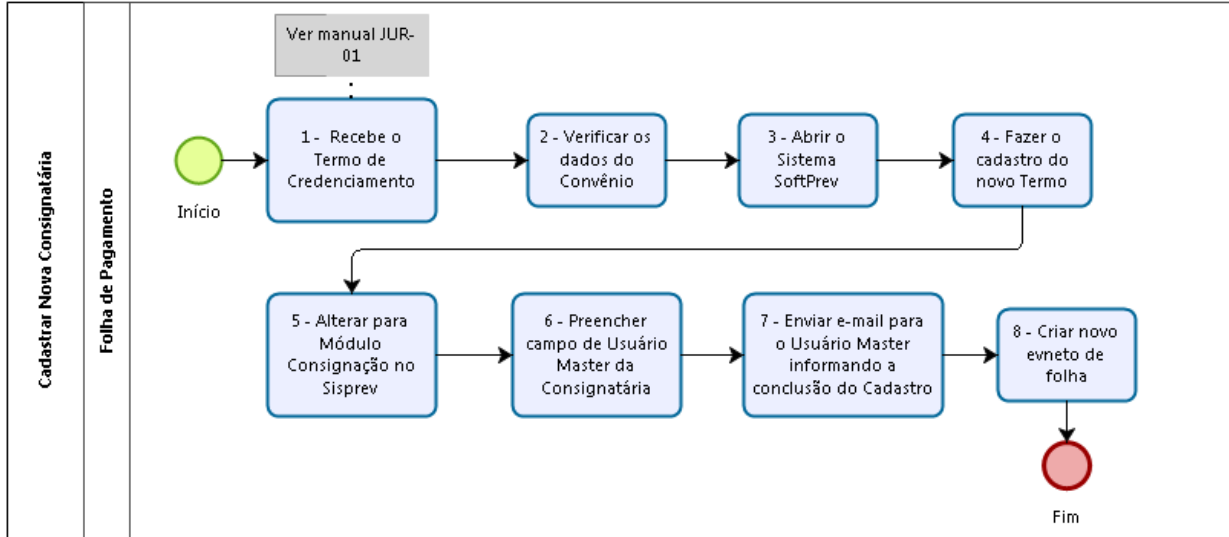 Cadastrar Nova Consignatária
Folha de Pagamento
Ver manual JUR-
01
1 - Recebe o
Termo de
Credenciamento
2 - Verificar os
dados do
Convênio
3 - Abrir o
Sistema
SoftPrev
4 - Fazer o
cadastro do
novo Termo
Início
5 - Alterar para
Módulo
Consignação no
Sisprev
6 - Preencher
campo de Usuário
Master da
Consignatária
7 - Enviar e-mail para
o Usuário Master
informando a
conclusão do Cadastro
8 - Criar novo
evneto de
folha
Fim